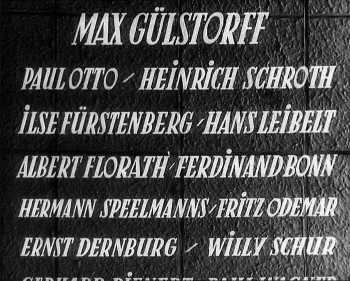 MAX GÜLSTORFF
PAUL OTTO / HEINRICH SCHROTH
ILSE FÜRSTENBERG / HANS LEIBELT
ALBERT FLORATH / FERDINAND BONN
HERMANN SPEELMANNS / FRITZ ODEMAR
ERNST DERNBURG / WILLY SCHUR